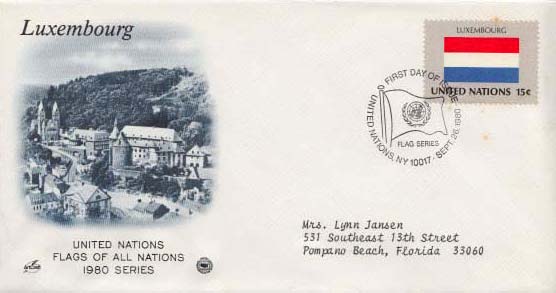 Luxembourg
LUXEMBOURG
UNITED NATIONS 15¢
FIRST DAY OF ISSUE
UNITED NATIONS, NY 10017 - SEPT 26, 1980
FLAG SERIES
Mrs. Lynn Jansen
531 Southeast 13th Street
Pompano Beach, Florida 33060
UNITED NATIONS
FLAGS OF ALL NATIONS
1980 SERIES